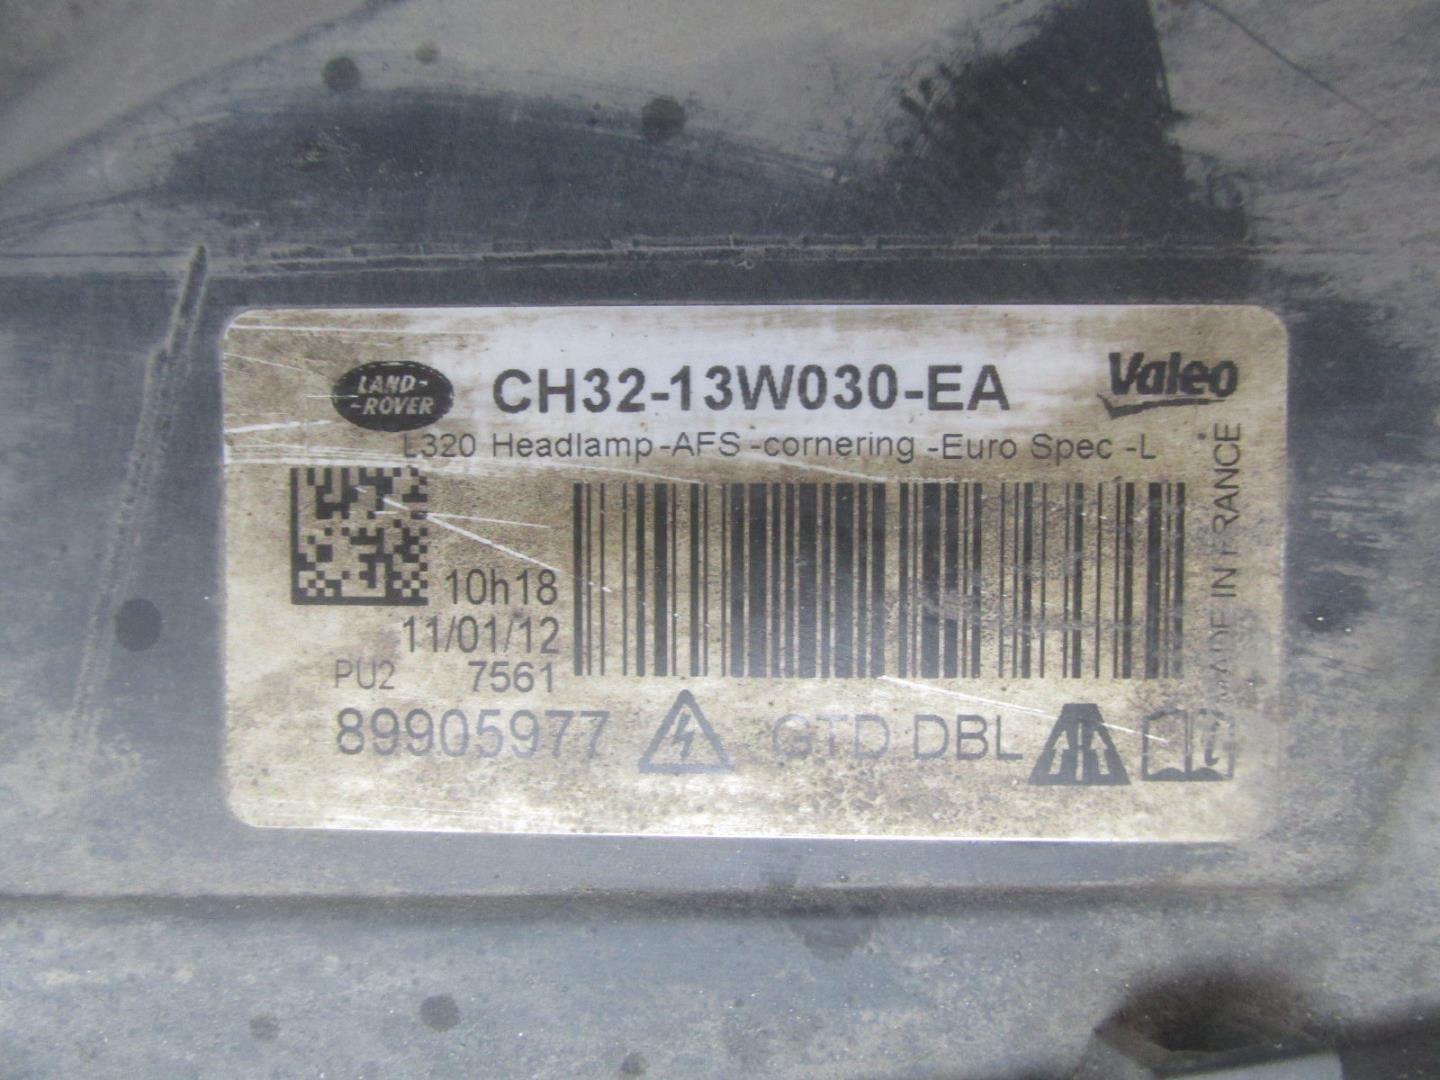 LAND-
-ROVER
CH32-13W030-EA
Valeo
L320 Headlamp-AFS-cornering-Euro Spec-L
10h18
11/01/12
PU2 7561
89905977
GTD DBL
MADE IN FRANCE